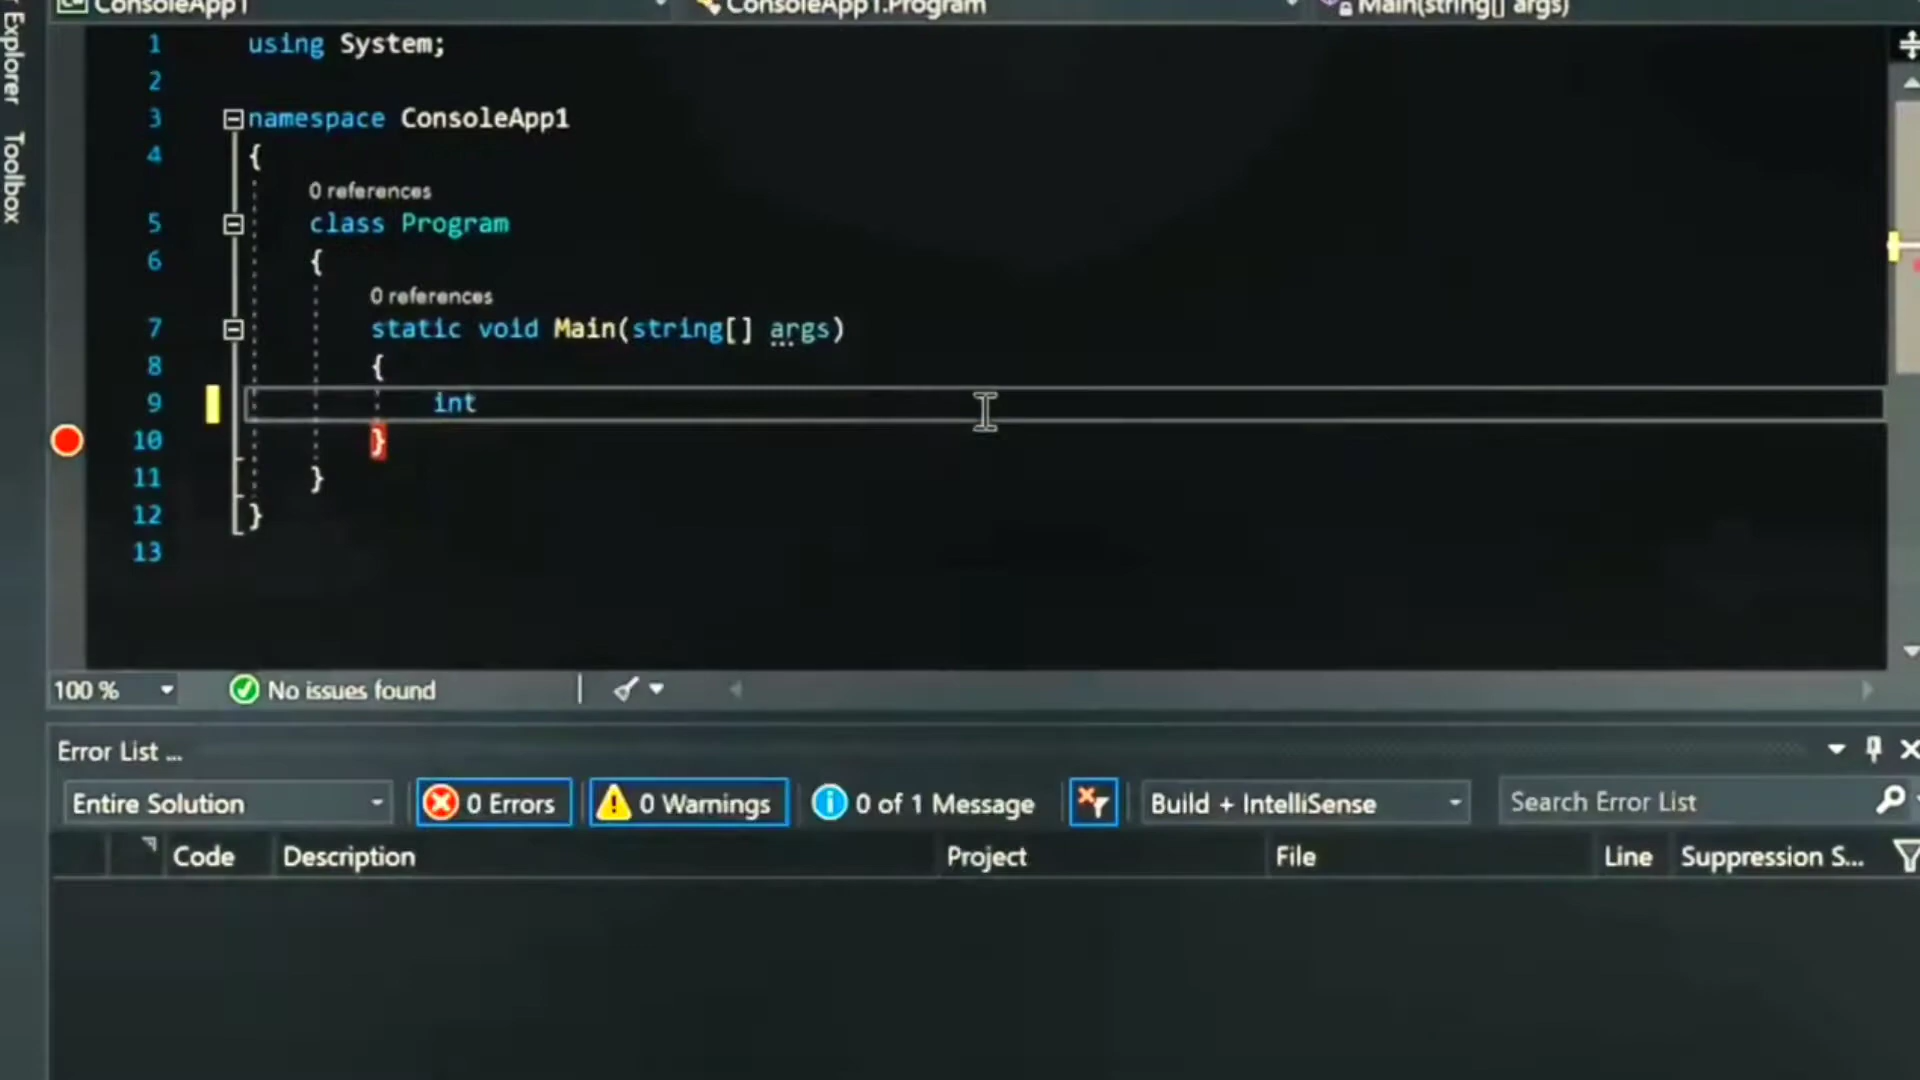 ConsoleApp1 ConsoleApp1.Program Main(string[] args)
Explorer
Toolbox
1 using System;
2
3 namespace ConsoleApp1
4 {
0 references
5 class Program
6 {
0 references
7 static void Main(string[] args)
8 {
9 int
10 }
11 }
12 }
13
100 % No issues found
Error List ...
Entire Solution 0 Errors 0 Warnings 0 of 1 Message Build + IntelliSense Search Error List
Code Description Project File Line Suppression S...